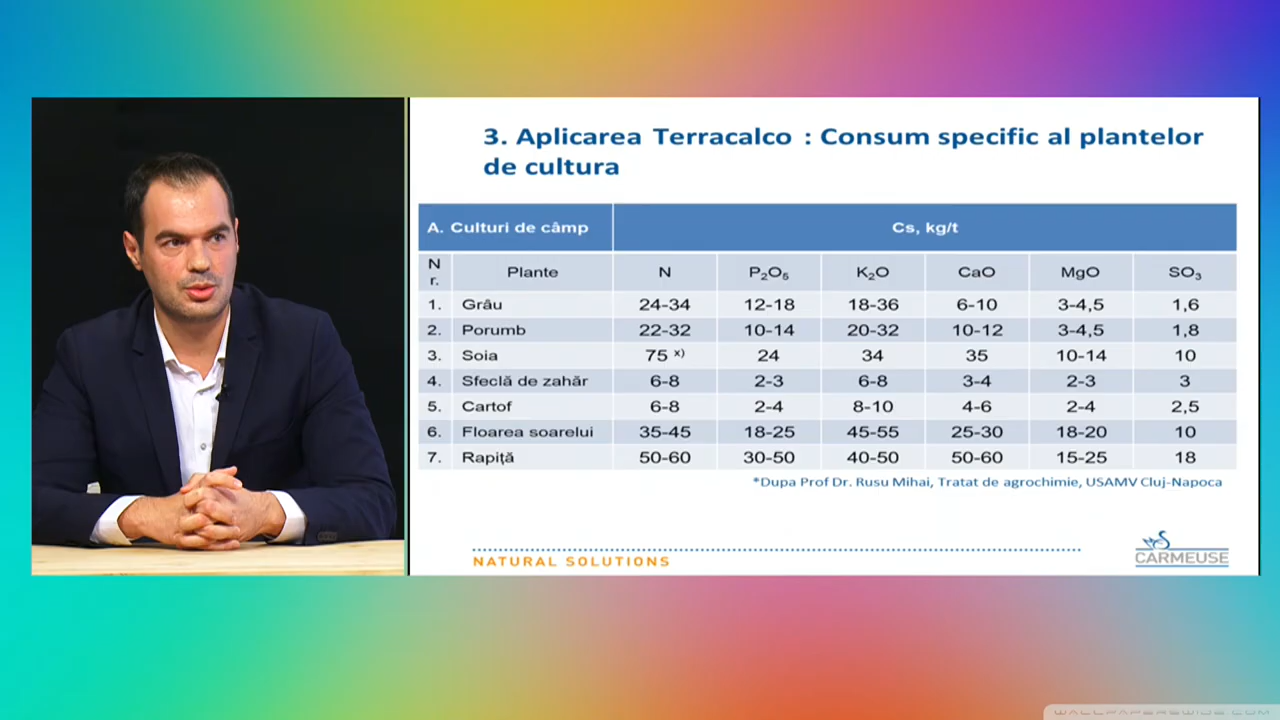 3. Aplicarea Terracalco : Consum specific al plantelor
de cultura
A. Culturi de câmp Cs, kg/t
N
r. Plante N P₂O₅ K₂O CaO MgO SO₃
1. Grâu 24-34 12-18 18-36 6-10 3-4,5 1,6
2. Porumb 22-32 10-14 20-32 10-12 3-4,5 1,8
3. Soia 75 ˣ⁾ 24 34 35 10-14 10
4. Sfeclă de zahăr 6-8 2-3 6-8 3-4 2-3 3
5. Cartof 6-8 2-4 8-10 4-6 2-4 2,5
6. Floarea soarelui 35-45 18-25 45-55 25-30 18-20 10
7. Rapiță 50-60 30-50 40-50 50-60 15-25 18
*Dupa Prof Dr. Rusu Mihai, Tratat de agrochimie, USAMV Cluj-Napoca
NATURAL SOLUTIONS
CARMEUSE
WALLPAPERSWIDE.COM